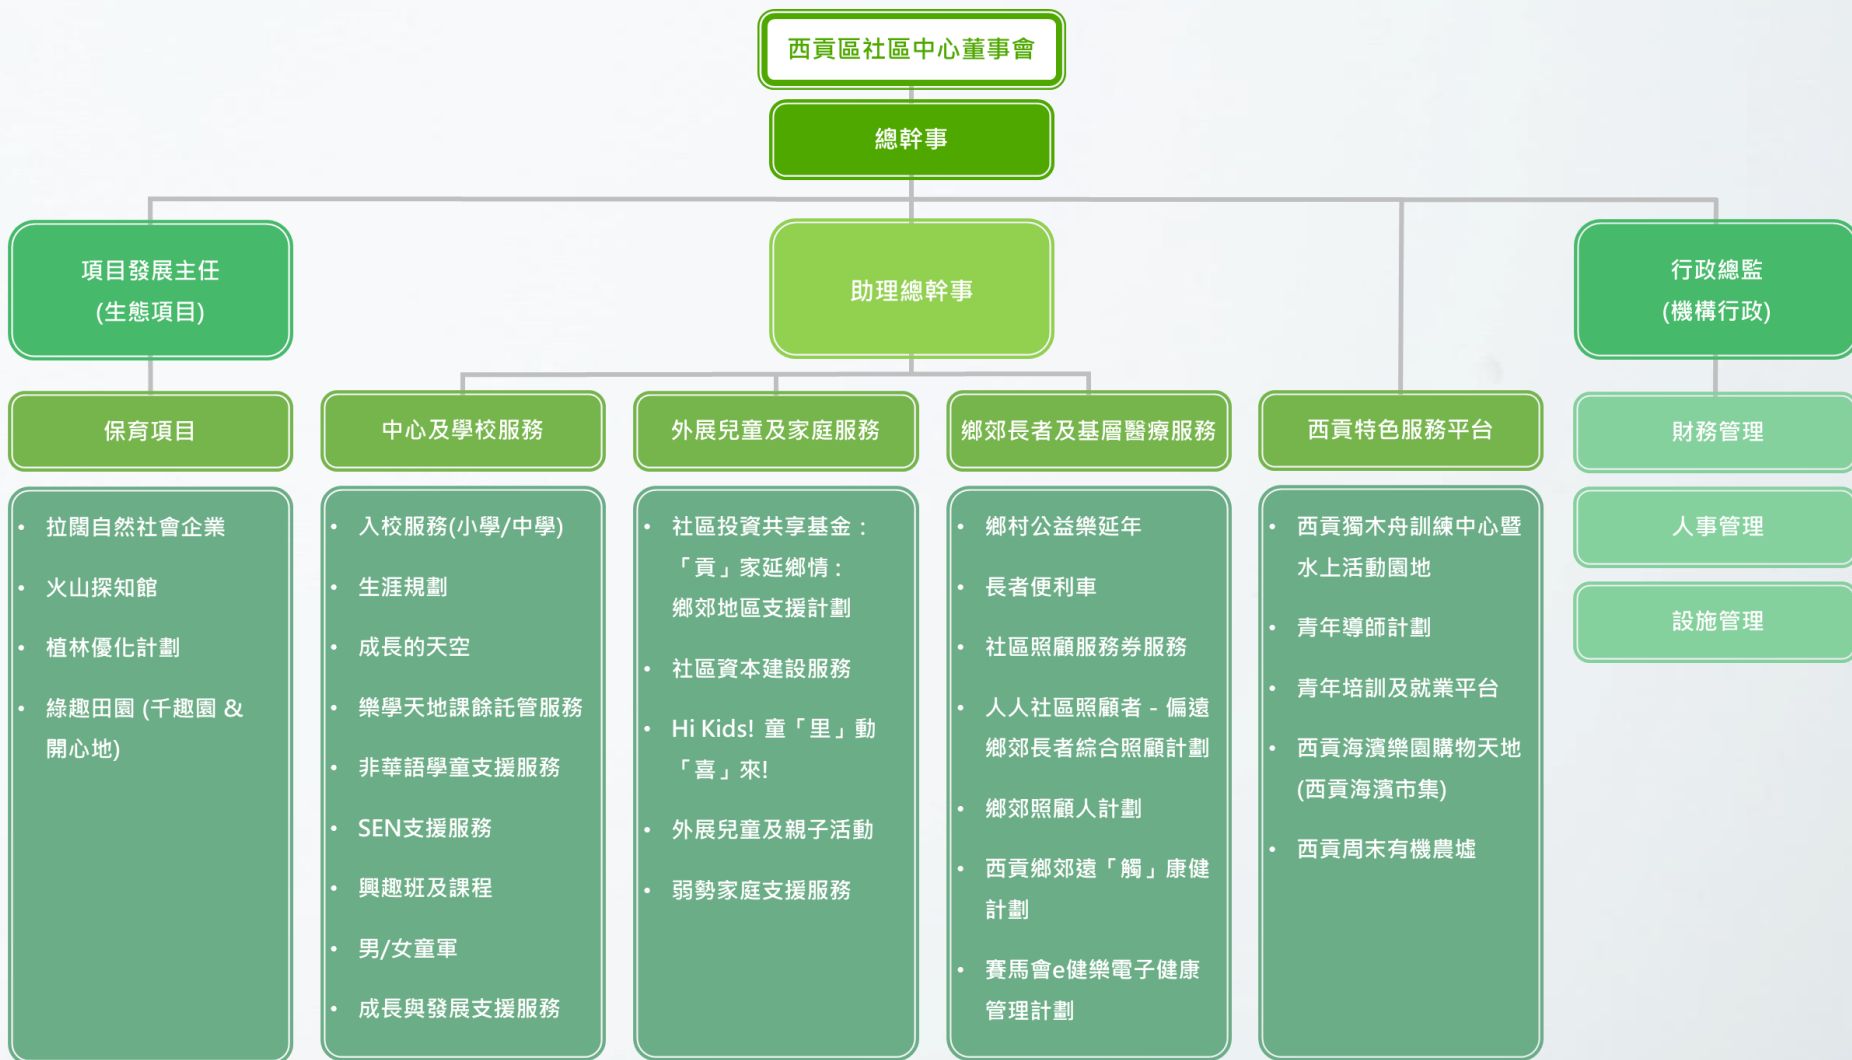 西貢區社區中心董事會
總幹事
項目發展主任
(生態項目)
助理總幹事
行政總監
(機構行政)
保育項目
中心及學校服務
外展兒童及家庭服務
鄉郊長者及基層醫療服務
西貢特色服務平台
財務管理
人事管理
設施管理
• 拉闊自然社會企業
• 火山探知館
• 植林優化計劃
• 綠趣田園 (千趣園 &
開心地)
• 入校服務(小學/中學)
• 生涯規劃
• 成長的天空
• 樂學天地課餘託管服務
• 非華語學童支援服務
• SEN支援服務
• 興趣班及課程
• 男/女童軍
• 成長與發展支援服務
• 社區投資共享基金：
「貢」家延鄉情：
鄉郊地區支援計劃
• 社區資本建設服務
• Hi Kids! 童「里」動
「喜」來!
• 外展兒童及親子活動
• 弱勢家庭支援服務
• 鄉村公益樂延年
• 長者便利車
• 社區照顧服務券服務
• 人人社區照顧者 - 偏遠
鄉郊長者綜合照顧計劃
• 鄉郊照顧人計劃
• 西貢鄉郊遠「觸」康健
計劃
• 賽馬會e健樂電子健康
管理計劃
• 西貢獨木舟訓練中心暨
水上活動園地
• 青年導師計劃
• 青年培訓及就業平台
• 西貢海濱樂園購物天地
(西貢海濱市集)
• 西貢周末有機農墟